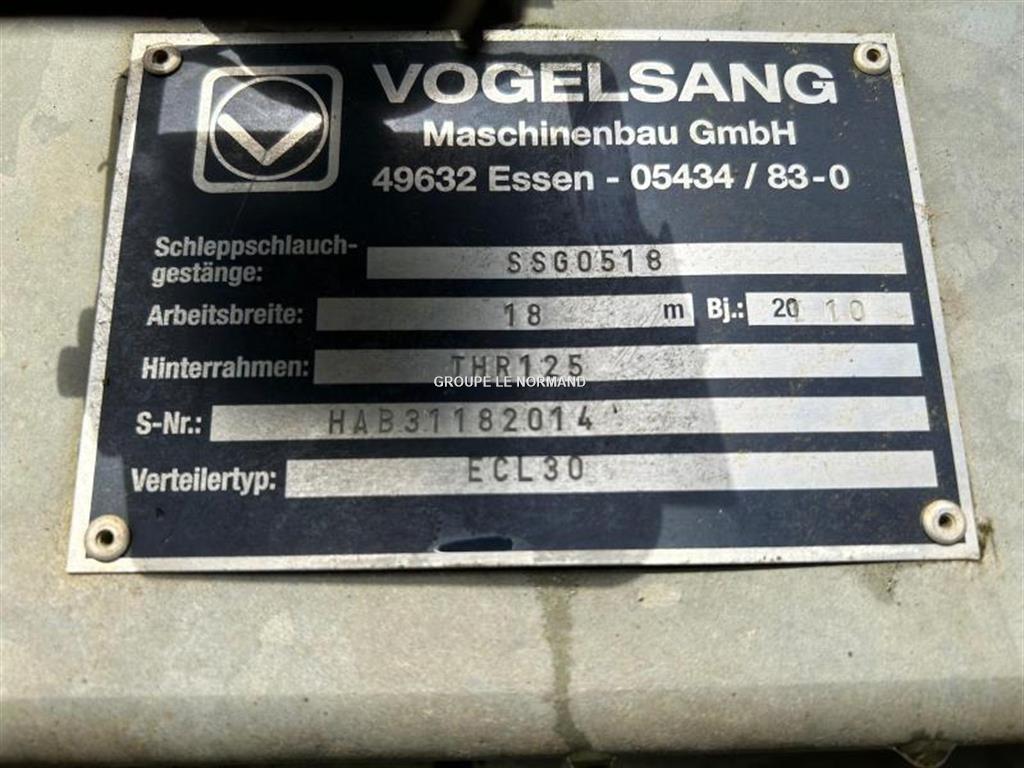 VOGELSANG
Maschinenbau GmbH
49632 Essen - 05434 / 83-0
Schleppschlauch-
gestänge: SSG0518
Arbeitsbreite: 18 m Bj.: 20 10
Hinterrahmen: THR125
GROUPE LE NORMAND
S-Nr.: HAB31182014
Verteilertyp: ECL30